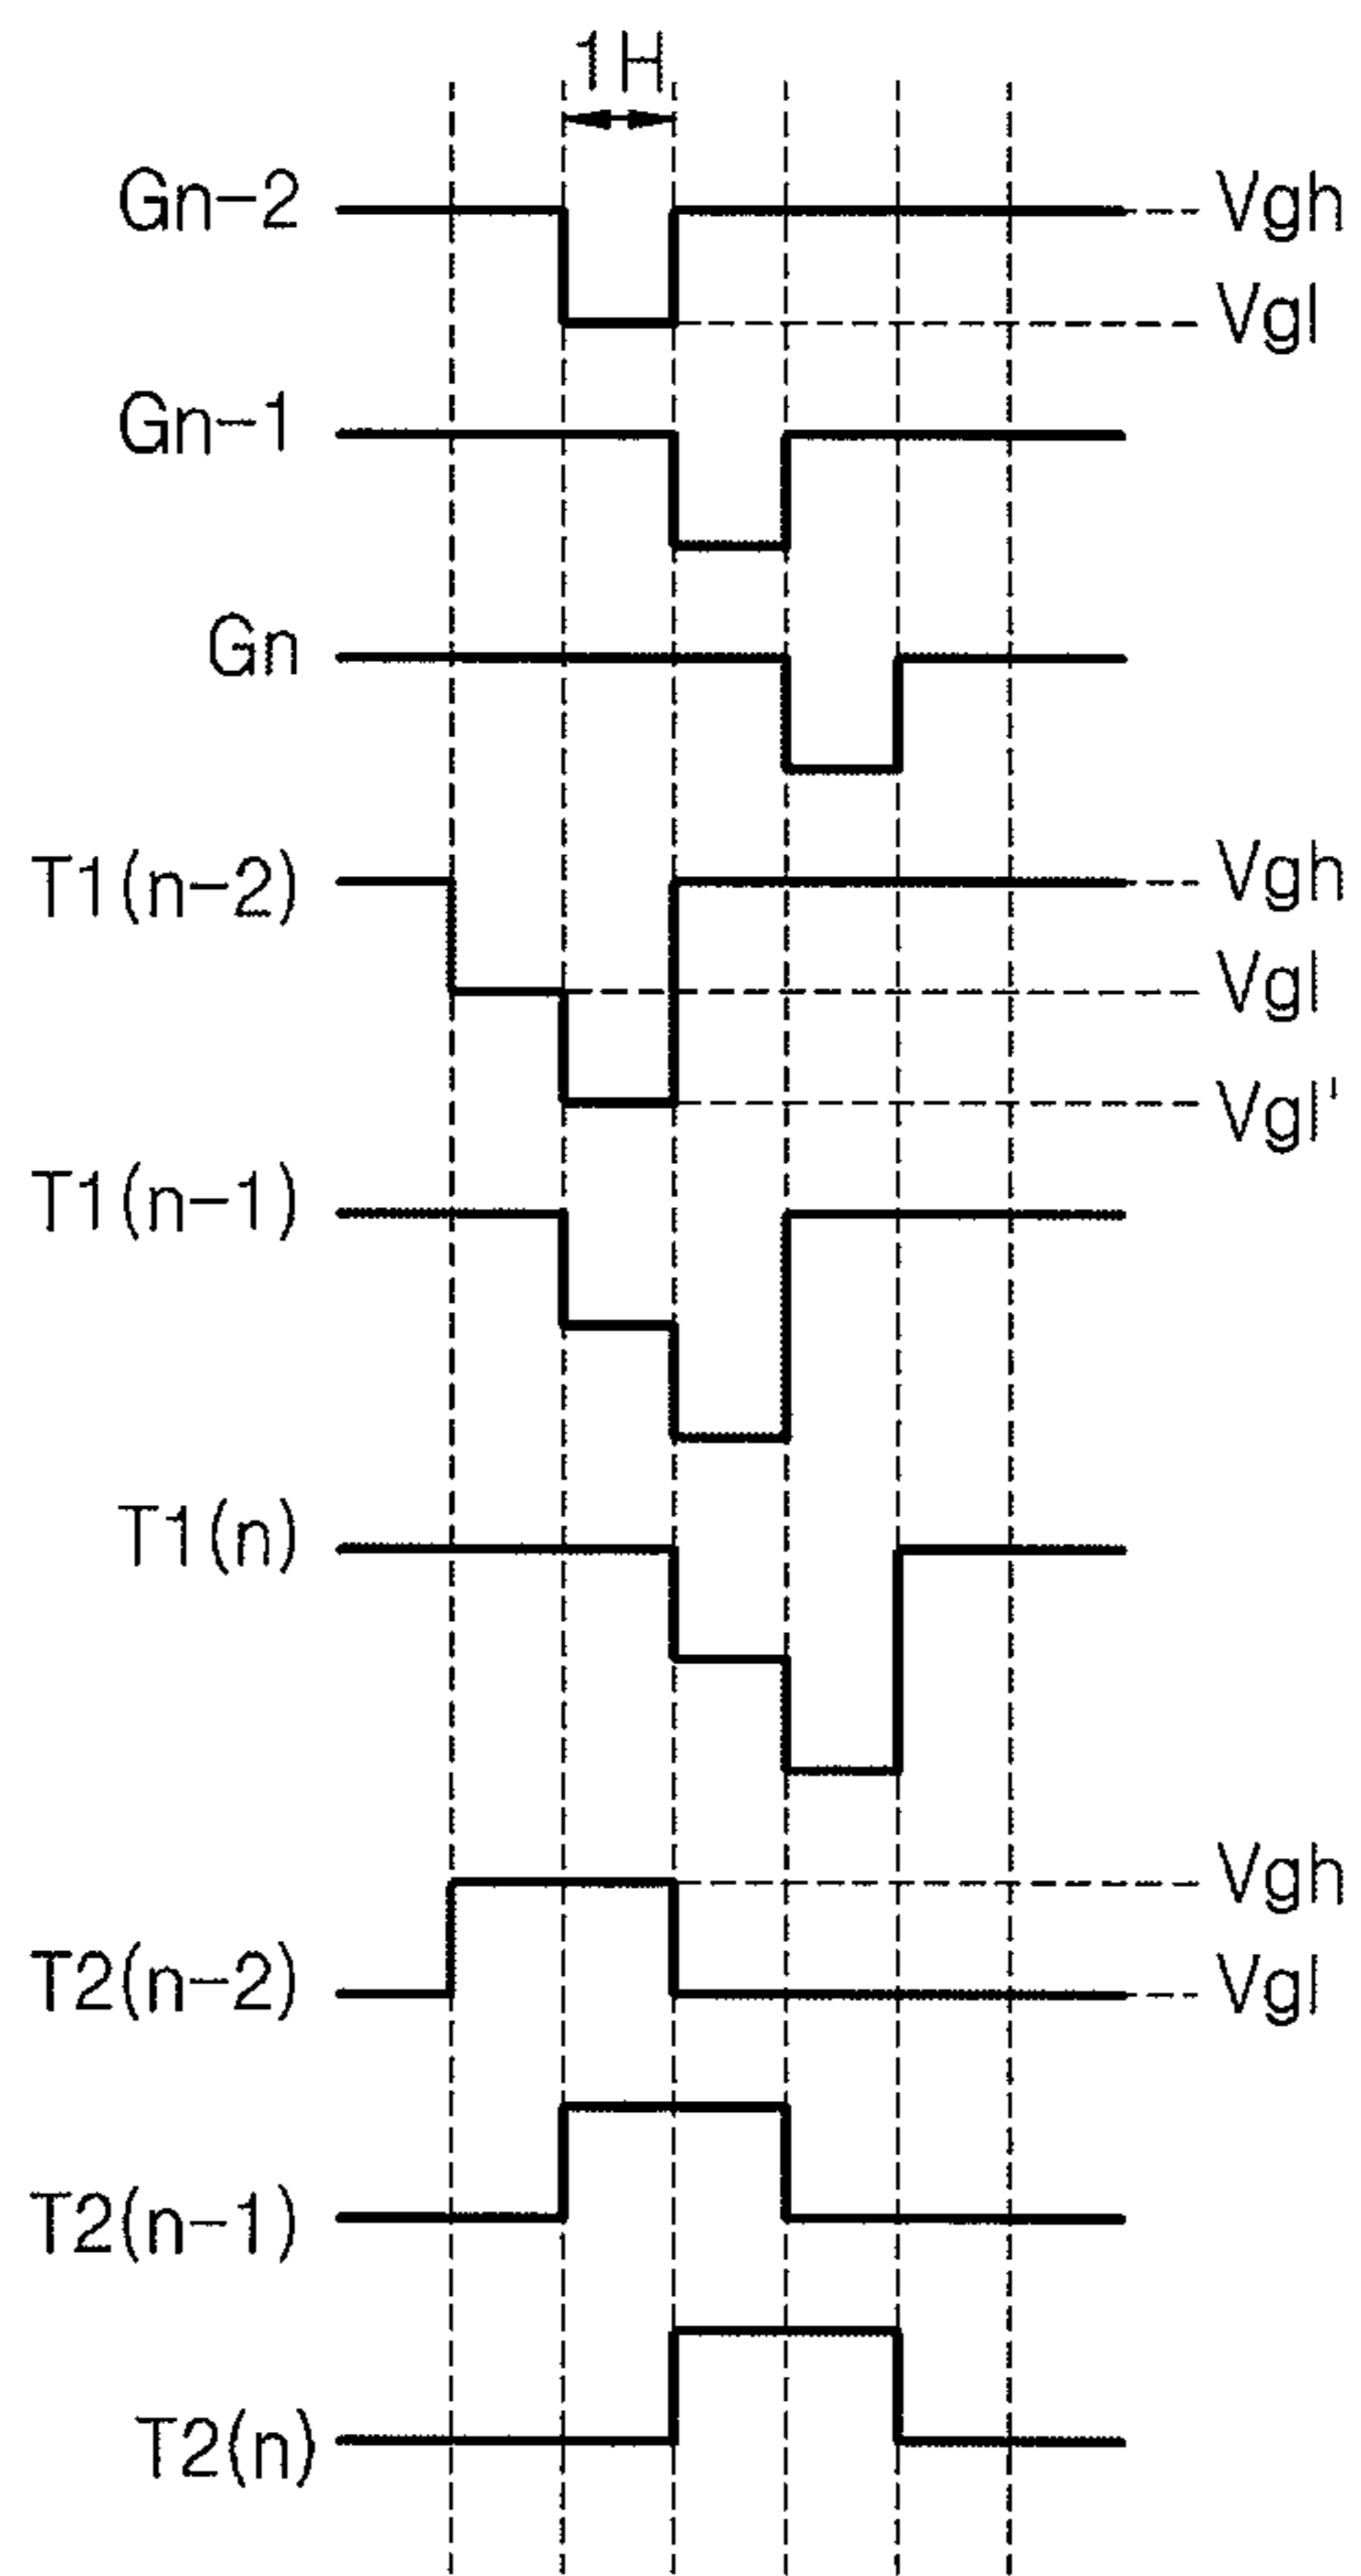 1H
Gn-2 Vgh
Vgl
Gn-1
Gn
T1(n-2) Vgh
Vgl
Vgl'
T1(n-1)
T1(n)
Vgh
T2(n-2) Vgl
T2(n-1)
T2(n)